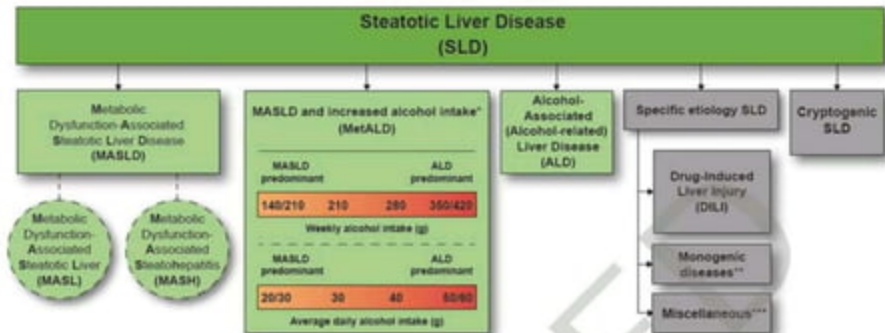 Steatotic Liver Disease
(SLD)
Metabolic
Dysfunction-Associated
Steatotic Liver Disease
(MASLD)
Metabolic
Dysfunction-
Associated
Steatotic Liver
(MASL)
Metabolic
Dysfunction-
Associated
Steatohepatitis
(MASH)
MASLD and increased alcohol intake*
(MetALD)
MASLD
predominant
ALD
predominant
140/210 210 280 350/420
Weekly alcohol intake (g)
MASLD
predominant
ALD
predominant
20/30 30 40 50/60
Average daily alcohol intake (g)
Alcohol-
Associated
(Alcohol-related)
Liver Disease
(ALD)
Specific etiology SLD
Drug-Induced
Liver Injury
(DILI)
Monogenic
diseases**
Miscellaneous***
Cryptogenic
SLD